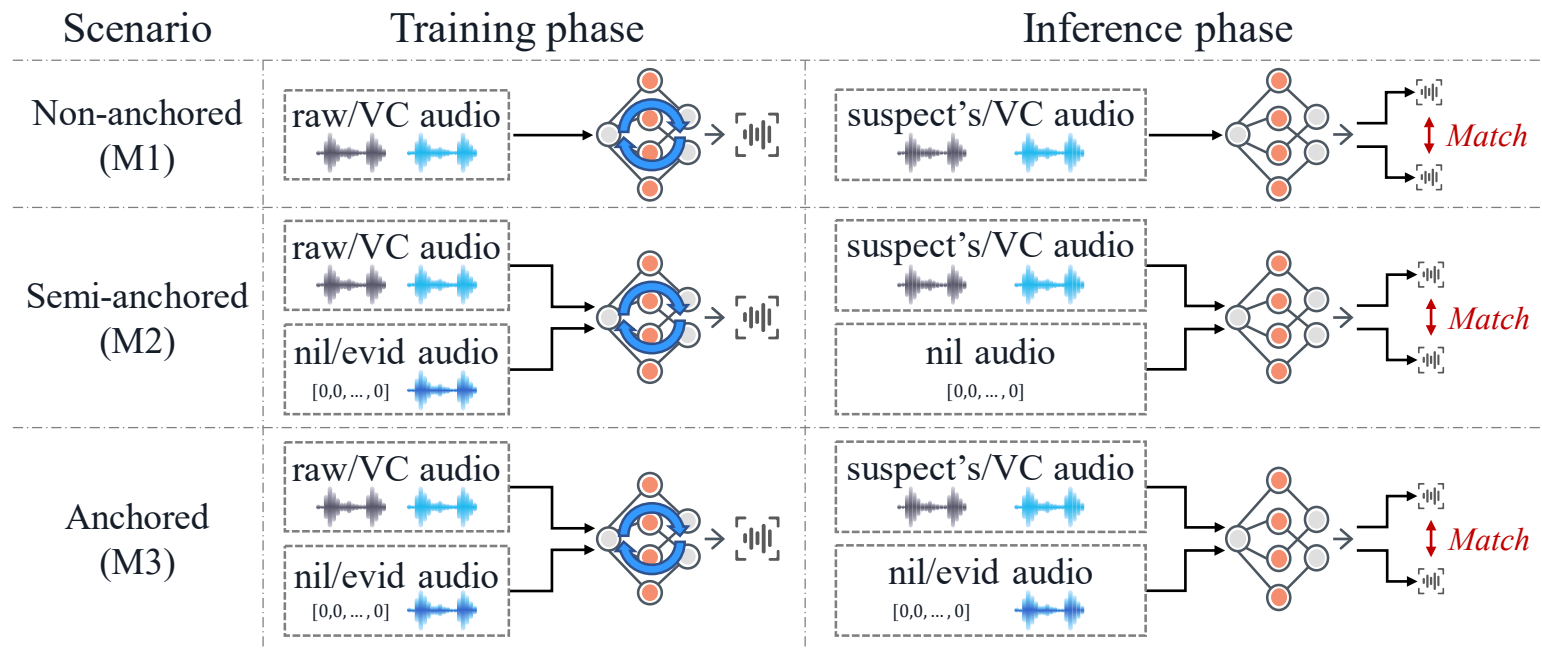 Scenario
Training phase
Inference phase
Non-anchored
(M1)
raw/VC audio
suspect's/VC audio
Match
Semi-anchored
(M2)
raw/VC audio
nil/evid audio
[0,0, ... , 0]
suspect's/VC audio
nil audio
[0,0, ... , 0]
Match
Anchored
(M3)
raw/VC audio
nil/evid audio
[0,0, ... , 0]
suspect's/VC audio
nil/evid audio
[0,0, ... , 0]
Match